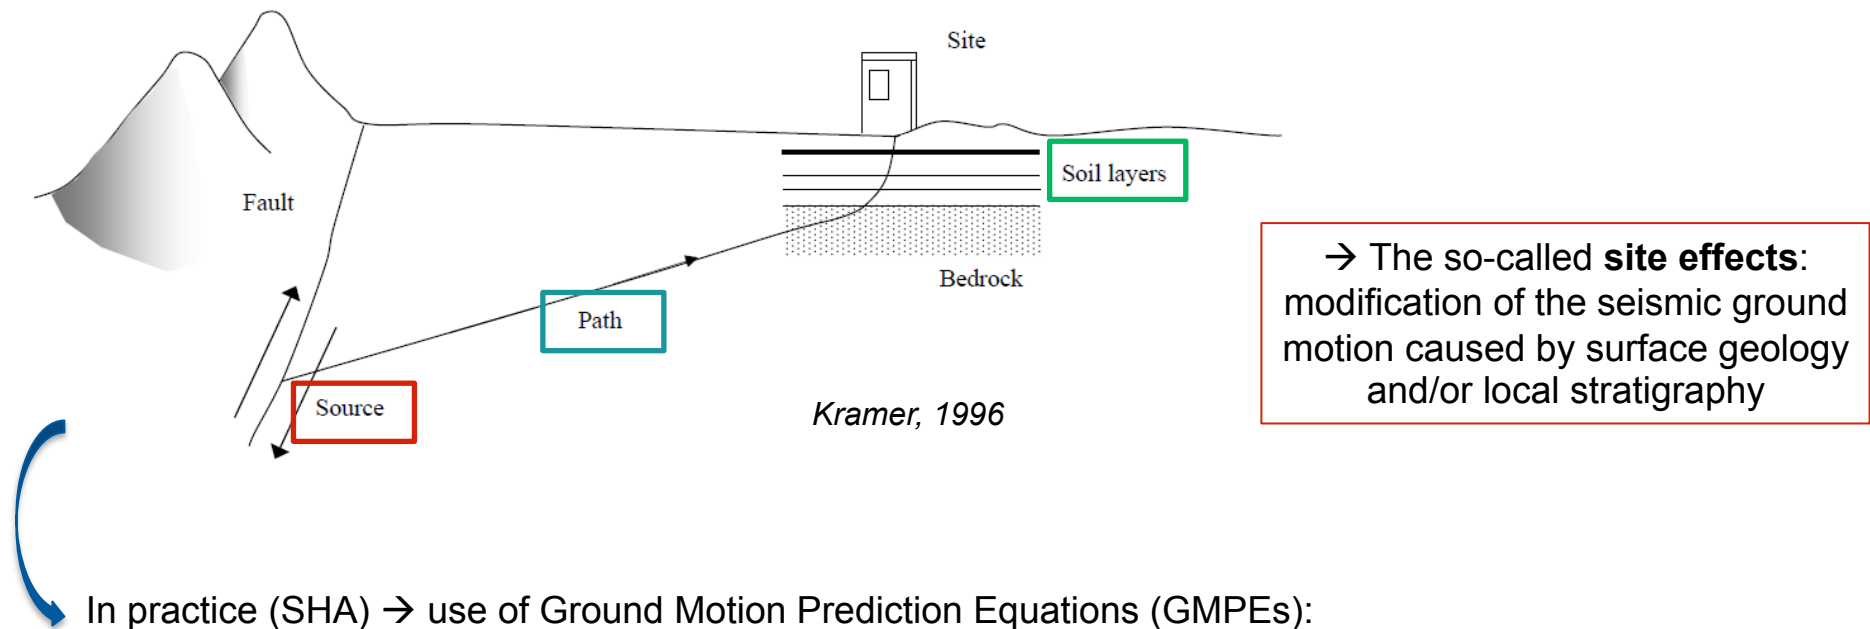 Site
Soil layers
Fault
Bedrock
Path
Source
Kramer, 1996
→ The so-called site effects:
modification of the seismic ground
motion caused by surface geology
and/or local stratigraphy
In practice (SHA) → use of Ground Motion Prediction Equations (GMPEs):